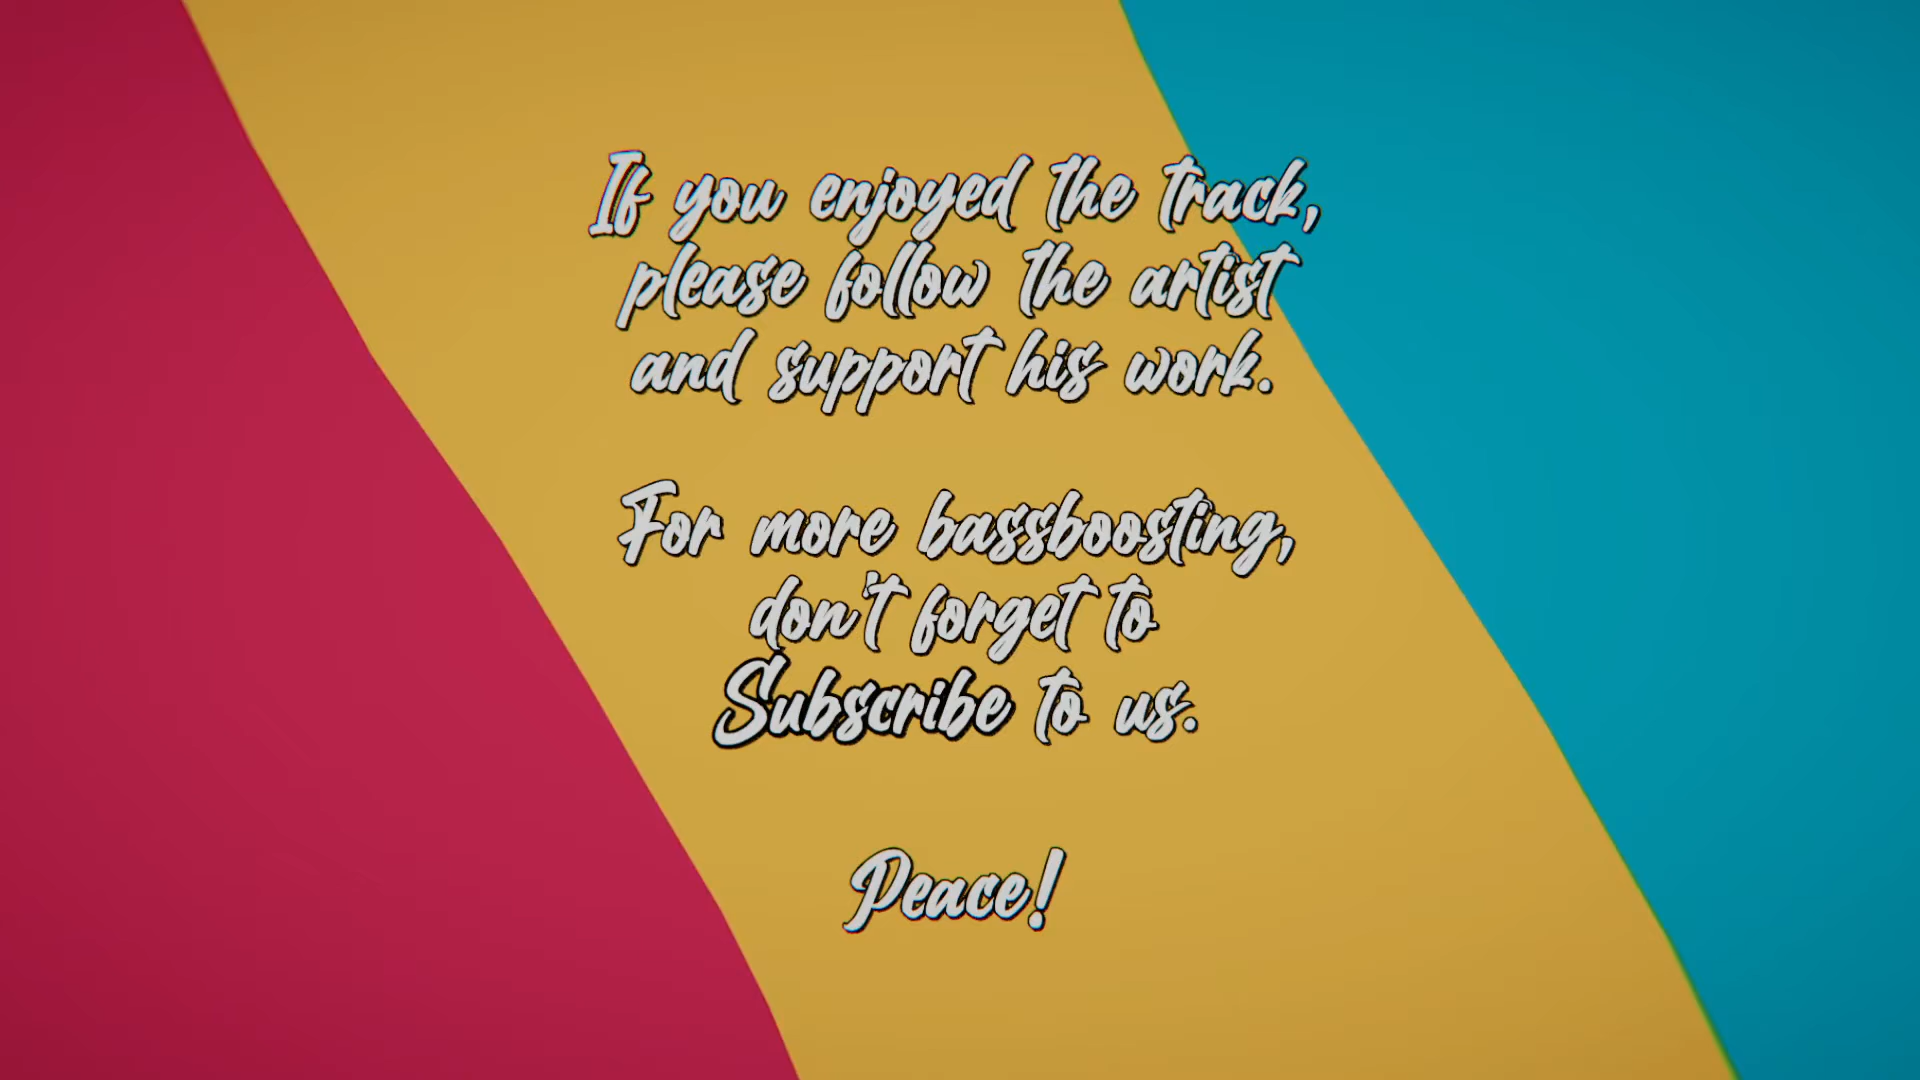 If you enjoyed the track,
please follow the artist
and support his work.
For more bassboosting,
don't forget to
Subscribe to us.
Peace!